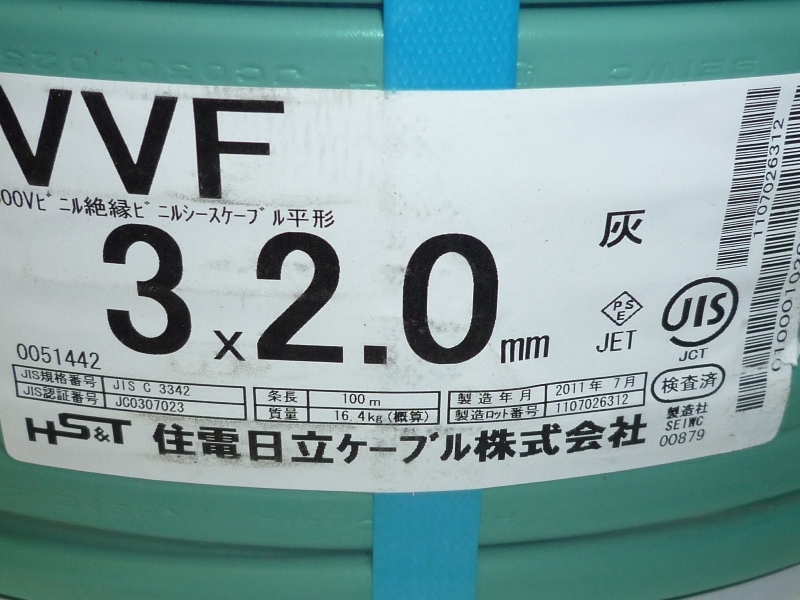 VVF
600Vビニル絶縁ビニルシースケーブル平形
3x2.0mm
灰
PSE
JET
JIS
JCT
1107026312
0051442
JIS規格番号 JIS C 3342
JIS認証番号 JC0307023
条長 100m
質量 16.4kg(概算)
製造年月 2011年 7月
製造ロット番号 1107026312
検査済
製造社
SEIWC
00879
HS&T 住電日立ケーブル株式会社